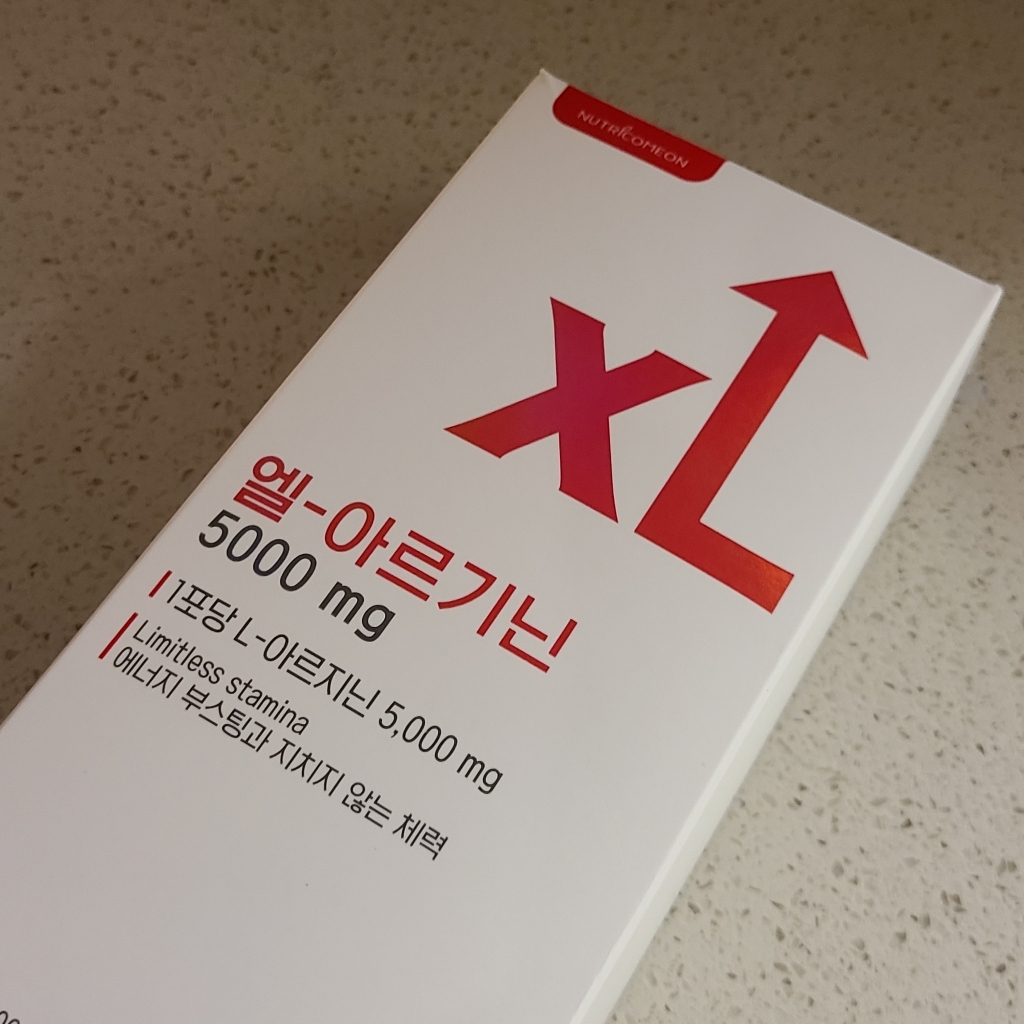 NUTRICOMEON
XL
엘-아르기닌
5000 mg
1포당 L-아르지닌 5,000 mg
Limitless stamina
에너지 부스팅과 지치지 않는 체력